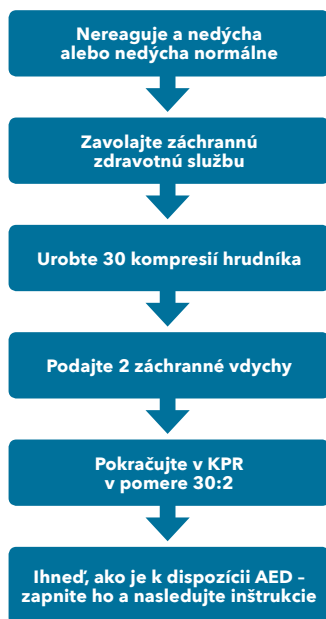 Nereaguje a nedýcha
alebo nedýcha normálne
Zavolajte záchrannú
zdravotnú službu
Urobte 30 kompresií hrudníka
Podajte 2 záchranné vdychy
Pokračujte v KPR
v pomere 30:2
Ihneď, ako je k dispozícii AED –
zapnite ho a nasledujte inštrukcie